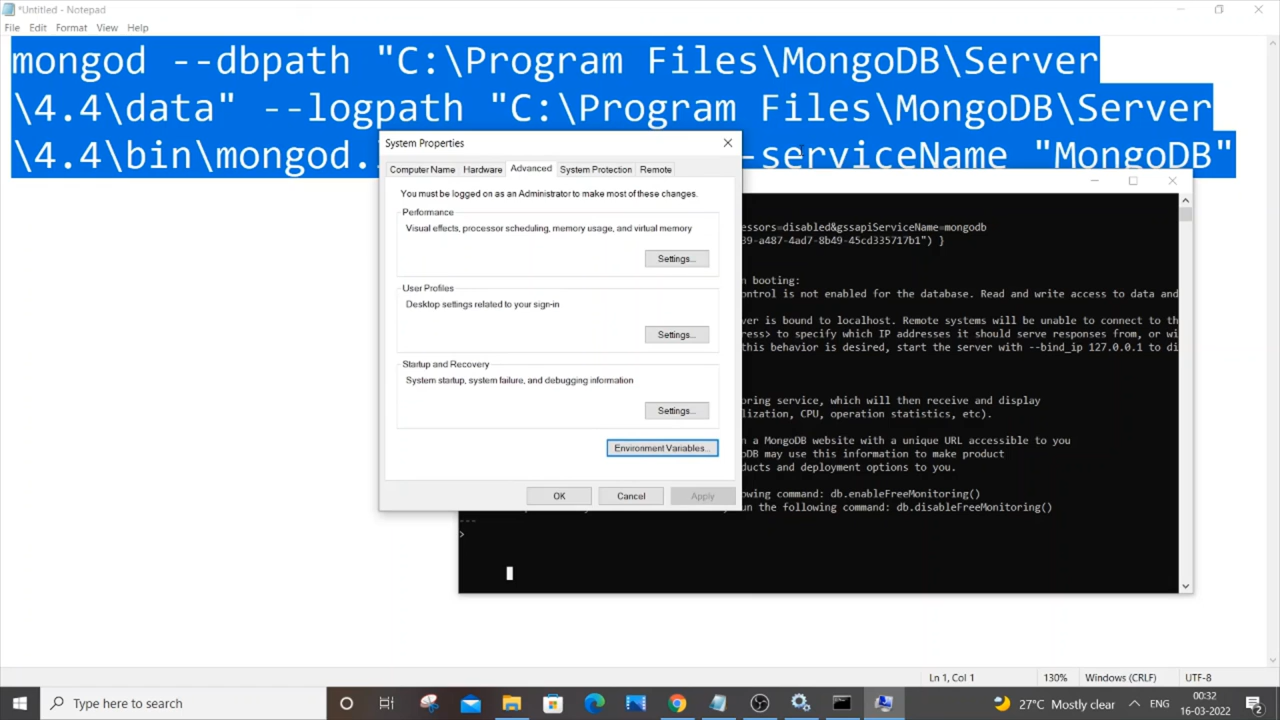 *Untitled - Notepad
File Edit Format View Help
mongod --dbpath "C:\Program Files\MongoDB\Server
\4.4\data" --logpath "C:\Program Files\MongoDB\Server
\4.4\bin\mongod. -serviceName "MongoDB"
System Properties
Computer Name Hardware Advanced System Protection Remote
You must be logged on as an Administrator to make most of these changes.
Performance
Visual effects, processor scheduling, memory usage, and virtual memory
Settings...
User Profiles
Desktop settings related to your sign-in
Settings...
Startup and Recovery
System startup, system failure, and debugging information
Settings...
Environment Variables...
OK Cancel Apply
essors=disabled&gssapiServiceName=mongodb
39-a487-4ad7-8b49-45cd335717b1") }
n booting:
ontrol is not enabled for the database. Read and write access to data and
ver is bound to localhost. Remote systems will be unable to connect to th
ress> to specify which IP addresses it should serve responses from, or wi
this behavior is desired, start the server with --bind_ip 127.0.0.1 to di
oring service, which will then receive and display
lization, CPU, operation statistics, etc).
n a MongoDB website with a unique URL accessible to you
oDB may use this information to make product
ducts and deployment options to you.
owing command: db.enableFreeMonitoring()
un the following command: db.disableFreeMonitoring()
---
>
Ln 1, Col 1 130% Windows (CRLF) UTF-8
Type here to search
27°C Mostly clear ENG
00:32
16-03-2022
2